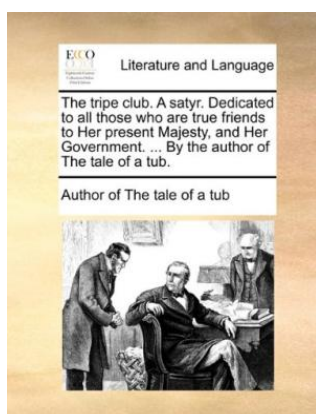 ECCO
Literature and Language
The tripe club. A satyr. Dedicated
to all those who are true friends
to Her present Majesty, and Her
Government. ... By the author of
The tale of a tub.
Author of The tale of a tub